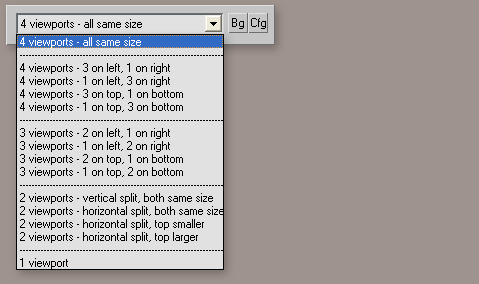 4 viewports - all same size
Bg Cfg
4 viewports - all same size
4 viewports - 3 on left, 1 on right
4 viewports - 1 on left, 3 on right
4 viewports - 3 on top, 1 on bottom
4 viewports - 1 on top, 3 on bottom
3 viewports - 2 on left, 1 on right
3 viewports - 1 on left, 2 on right
3 viewports - 2 on top, 1 on bottom
3 viewports - 1 on top, 2 on bottom
2 viewports - vertical split, both same size
2 viewports - horizontal split, both same size
2 viewports - horizontal split, top smaller
2 viewports - horizontal split, top larger
1 viewport